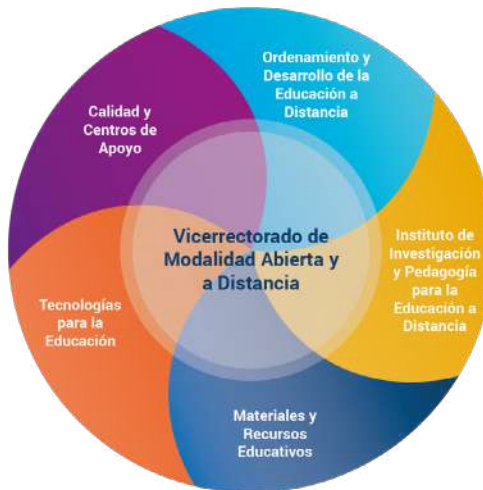 Ordenamiento y
Desarrollo de la
Educación a
Distancia
Calidad y
Centros de
Apoyo
Vicerrectorado de
Modalidad Abierta y
a Distancia
Instituto de
Investigación
y Pedagogía
para la
Educación a
Distancia
Tecnologías
para la
Educación
Materiales y
Recursos
Educativos